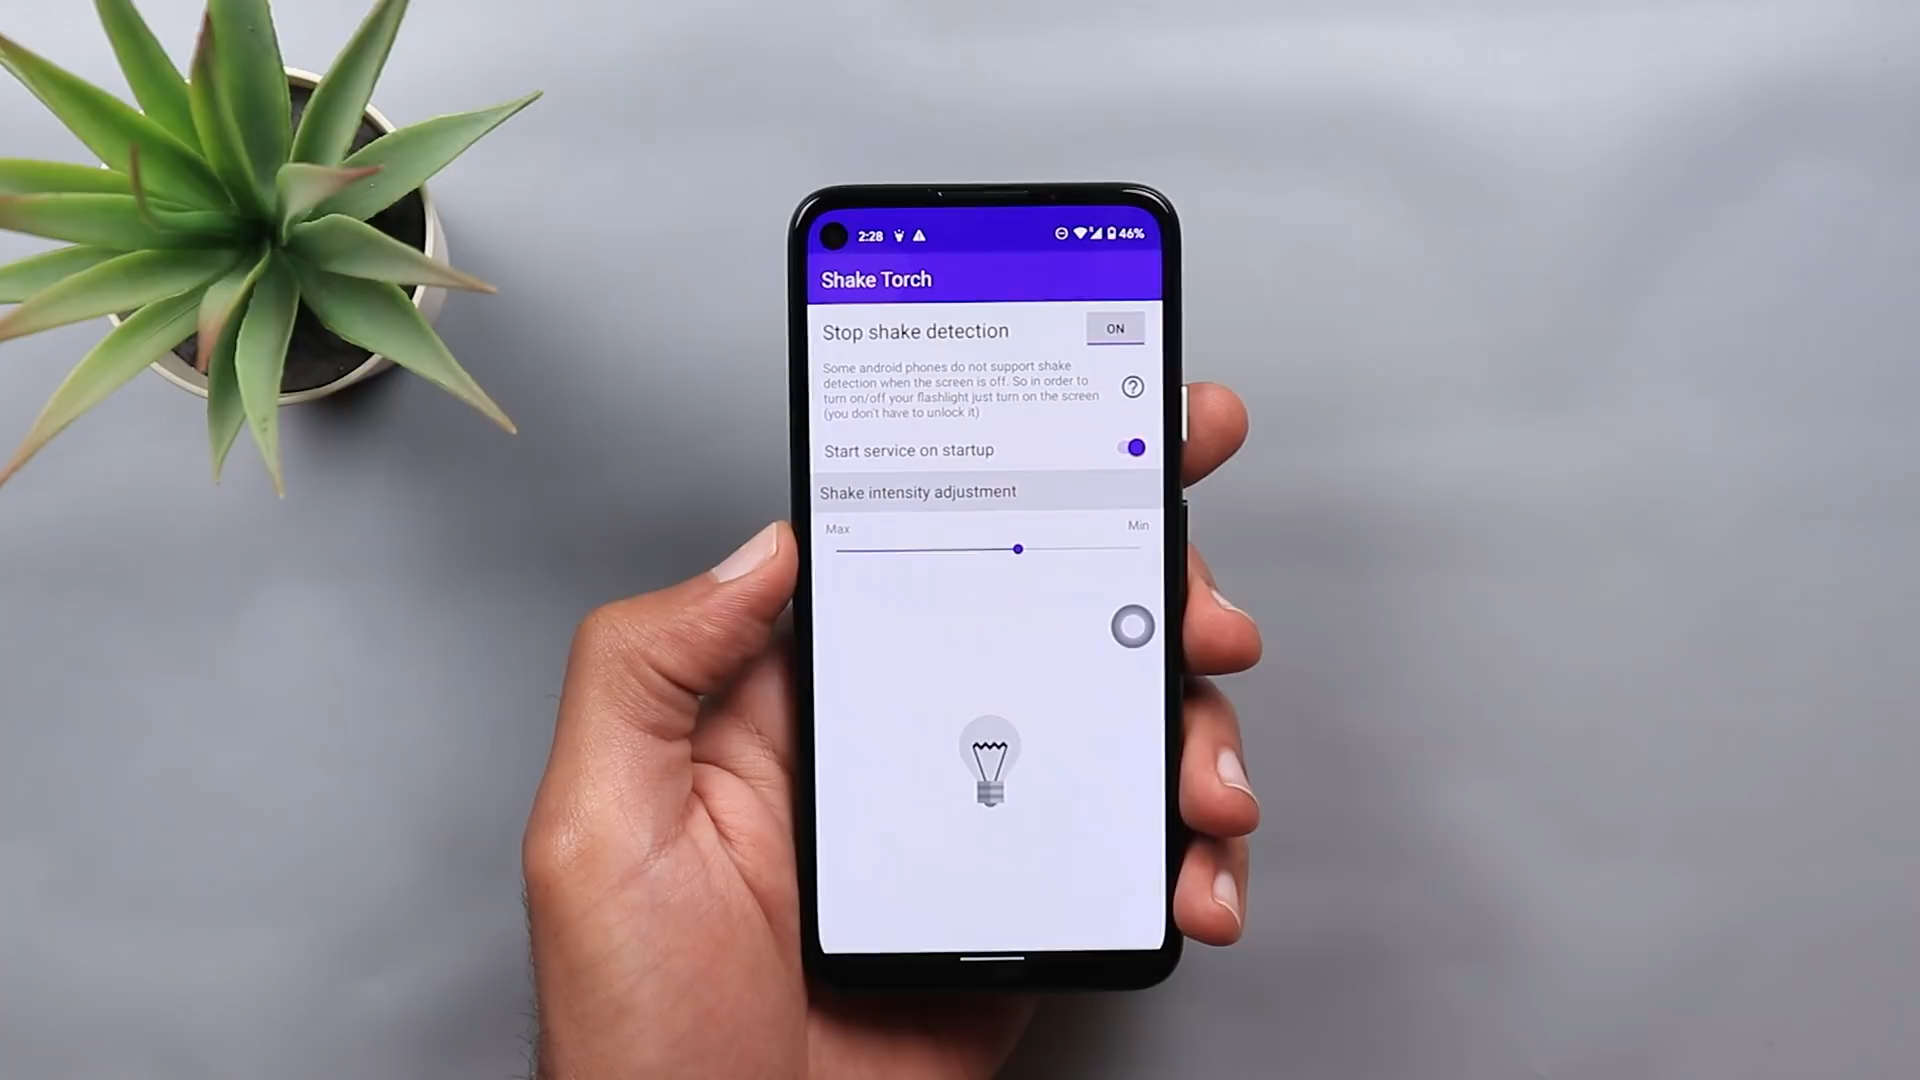 2:28
46%
Shake Torch
Stop shake detection
ON
Some android phones do not support shake
detection when the screen is off. So in order to
turn on/off your flashlight just turn on the screen
(you don't have to unlock it)
?
Start service on startup
Shake intensity adjustment
Max
Min